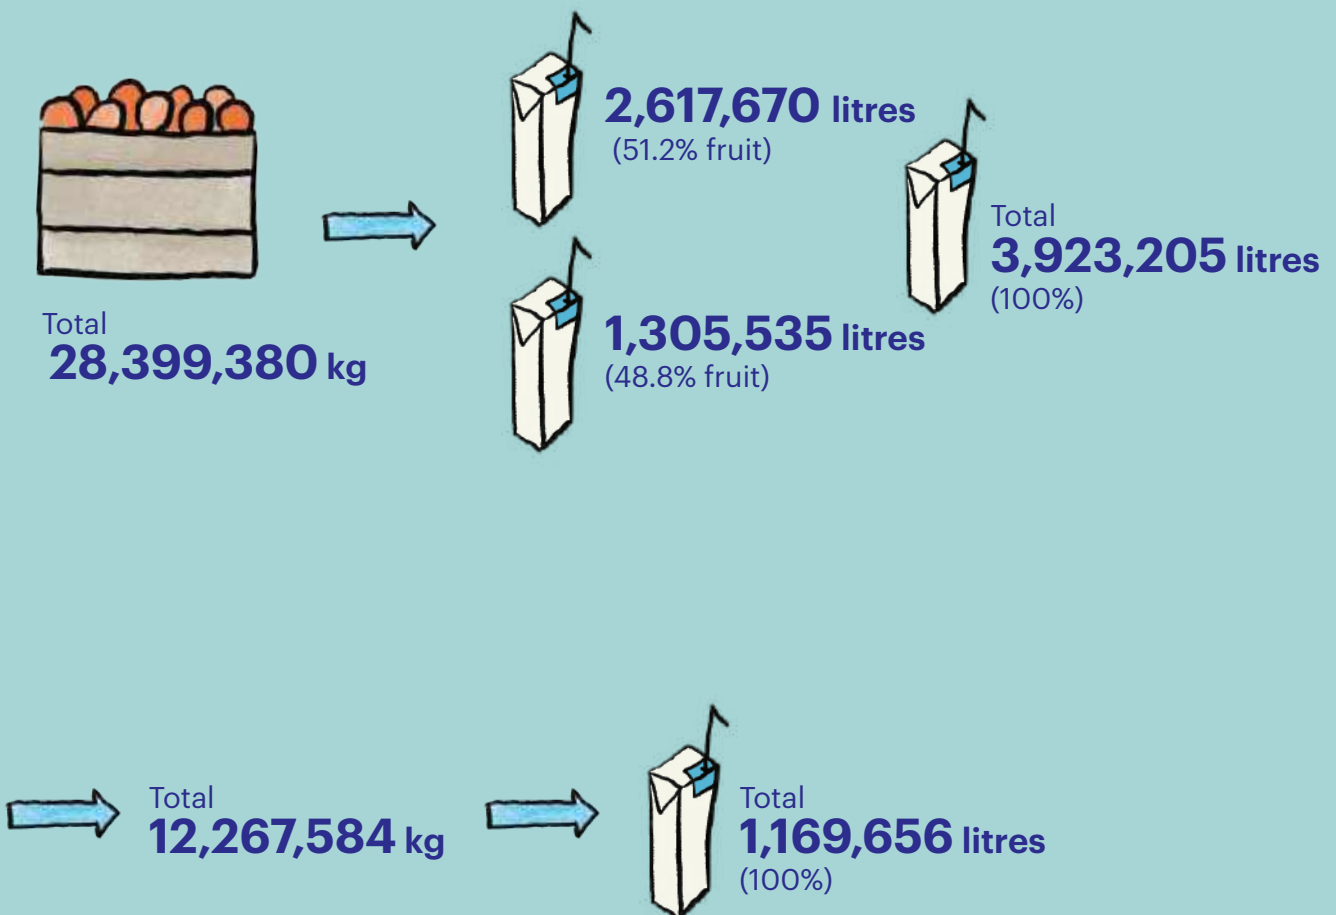 2,617,670 litres
(51.2% fruit)
Total
3,923,205 litres
(100%)
Total
28,399,380 kg
1,305,535 litres
(48.8% fruit)
Total
12,267,584 kg
Total
1,169,656 litres
(100%)